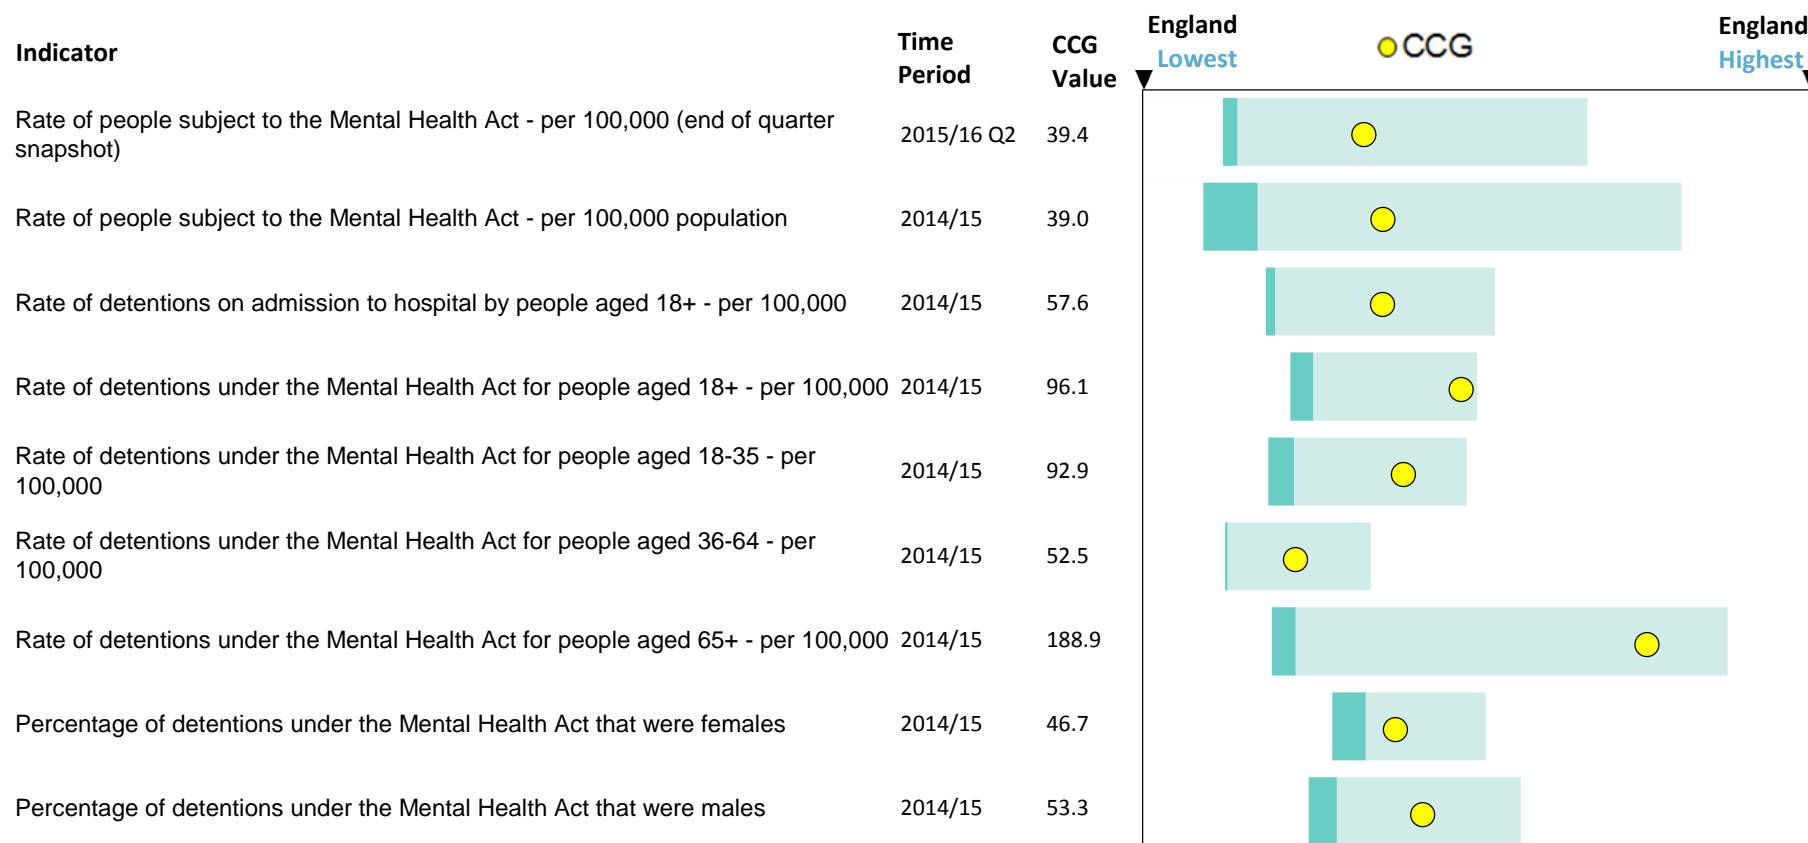 Indicator
Time Period
CCG Value
England Lowest
CCG
England Highest
Rate of people subject to the Mental Health Act - per 100,000 (end of quarter
snapshot)
2015/16 Q2 39.4
Rate of people subject to the Mental Health Act - per 100,000 population 2014/15 39.0
Rate of detentions on admission to hospital by people aged 18+ - per 100,000 2014/15 57.6
Rate of detentions under the Mental Health Act for people aged 18+ - per 100,000 2014/15 96.1
Rate of detentions under the Mental Health Act for people aged 18-35 - per
100,000
2014/15 92.9
Rate of detentions under the Mental Health Act for people aged 36-64 - per
100,000
2014/15 52.5
Rate of detentions under the Mental Health Act for people aged 65+ - per 100,000 2014/15 188.9
Percentage of detentions under the Mental Health Act that were females 2014/15 46.7
Percentage of detentions under the Mental Health Act that were males 2014/15 53.3